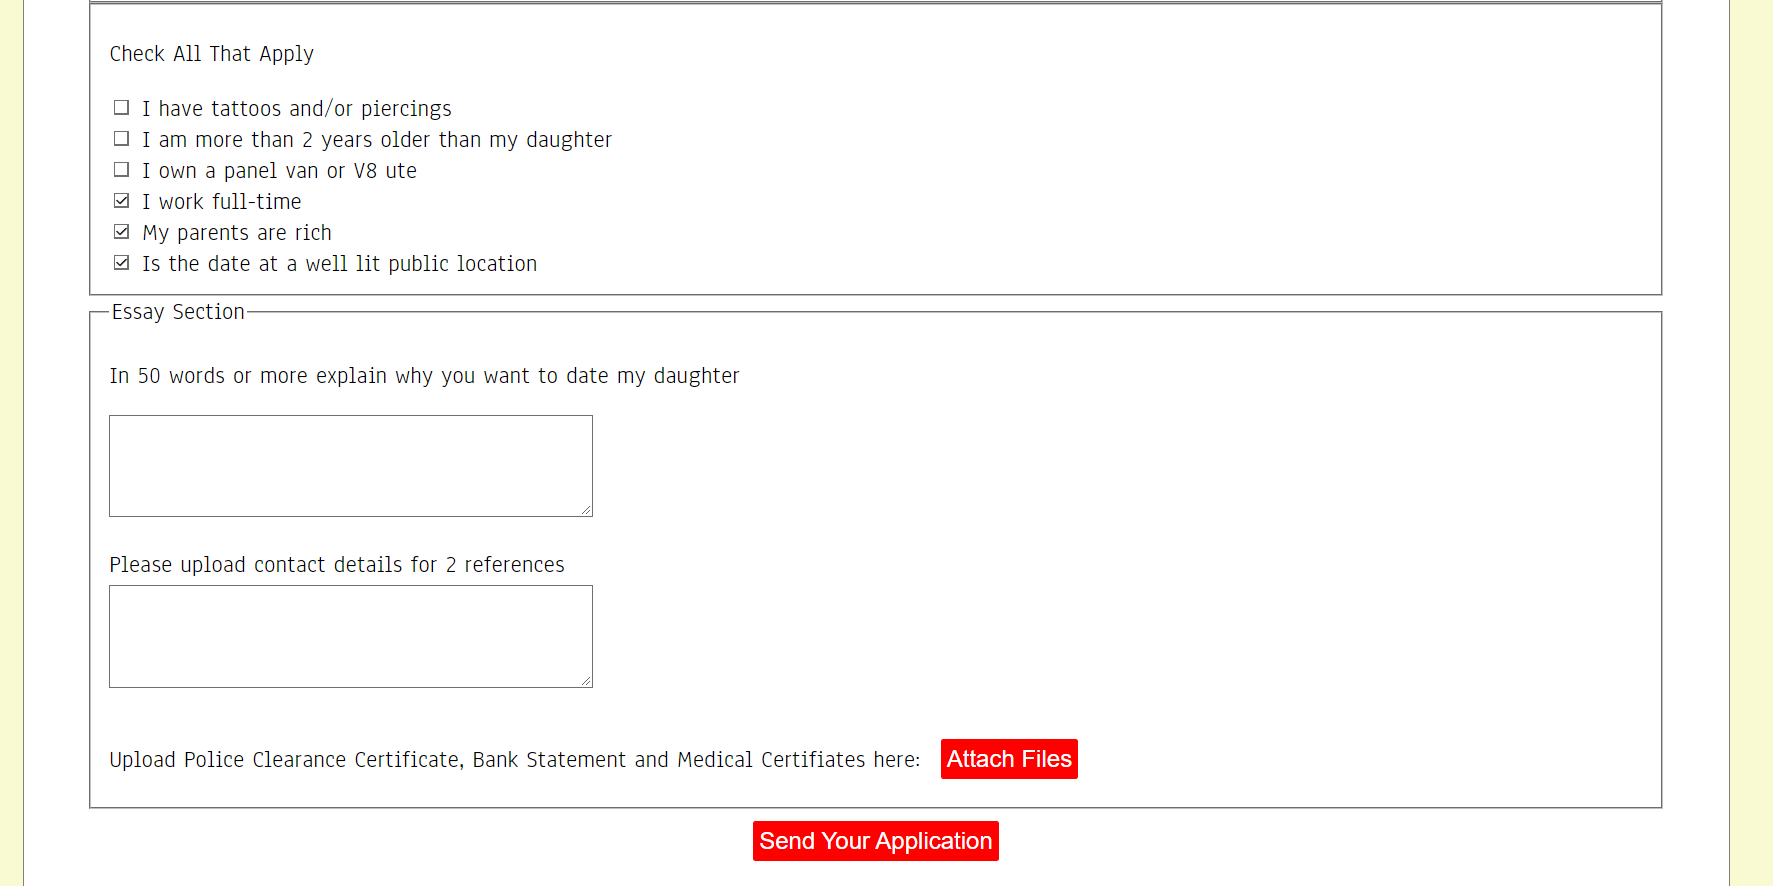 Check All That Apply
I have tattoos and/or piercings
I am more than 2 years older than my daughter
I own a panel van or V8 ute
I work full-time
My parents are rich
Is the date at a well lit public location
Essay Section
In 50 words or more explain why you want to date my daughter
Please upload contact details for 2 references
Upload Police Clearance Certificate, Bank Statement and Medical Certifiates here: Attach Files
Send Your Application